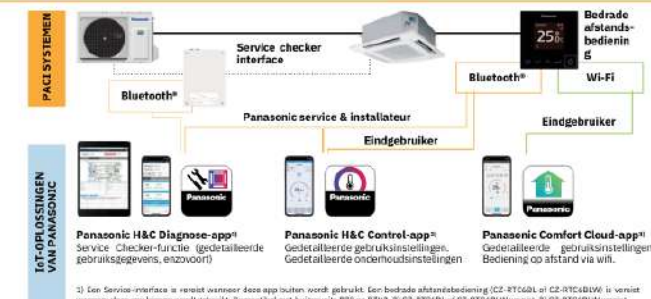 PACI SYSTEMEN
Service checker
interface
Bedrade
afstands-
bedienin
g
25
Bluetooth®
Bluetooth®
Wi-Fi
Panasonic service & installateur
Eindgebruiker
Eindgebruiker
IoT-OPLOSSINGEN
VAN PANASONIC
Panasonic
Panasonic
Panasonic
Panasonic H&C Diagnose-app
Service Checker-functie (gedetailleerde
gebruiksgegevens, enzovoort)
Panasonic H&C Control-app
Gedetailleerde gebruiksinstellingen.
Gedetailleerde onderhoudsinstellingen
Panasonic Comfort Cloud-app
Gedetailleerde gebruiksinstellingen
Bediening op afstand via wifi.
1) Een Service-interface is vereist wanneer deze app buiten wordt gebruikt. Een bedrade afstandsbediening (CZ-RTC6BL of CZ-RTC6BLW) is vereist